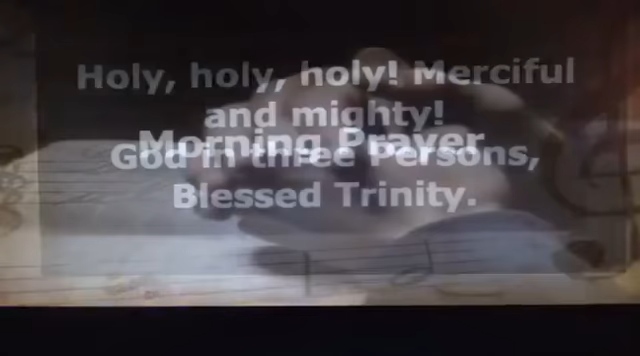 Holy, holy, holy! Merciful
and mighty!
Morning Prayer
God in three Persons,
Blessed Trinity.